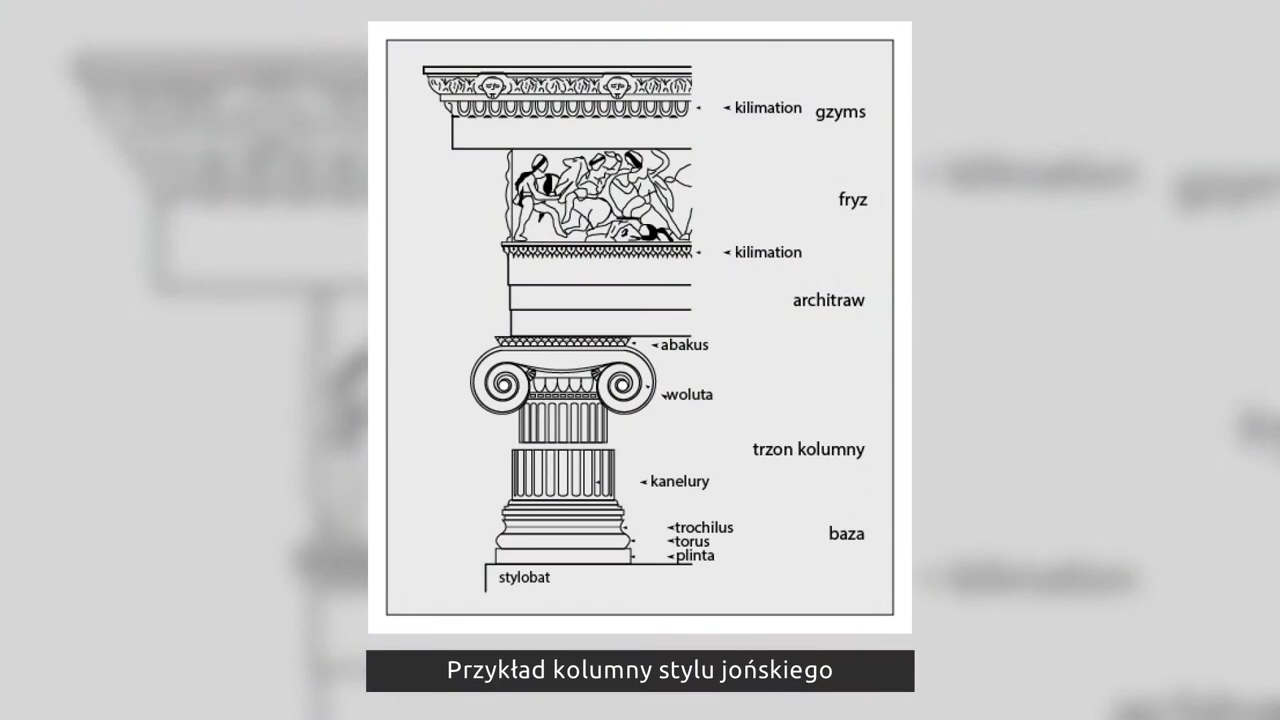 kilimation
gzyms
fryz
kilimation
architraw
abakus
woluta
trzon kolumny
kanelury
trochilus
torus
baza
plinta
stylobat
Przykład kolumny stylu jońskiego